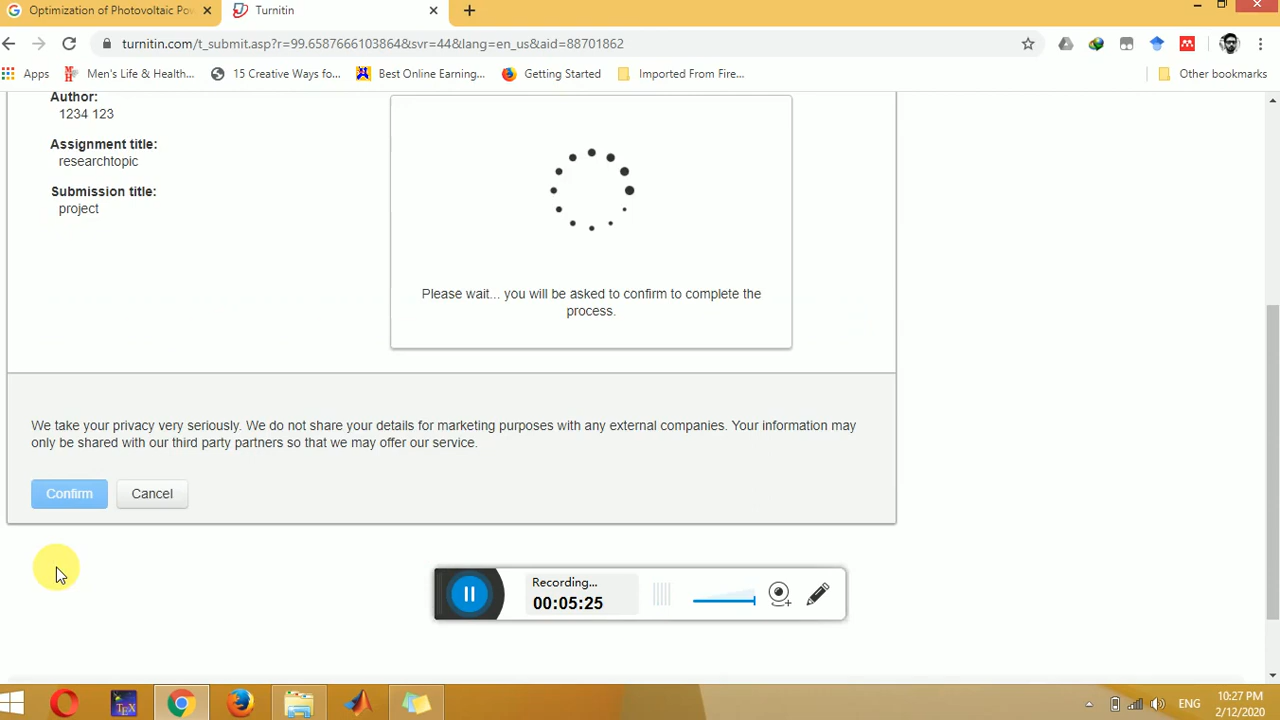 Optimization of Photovoltaic Pow
Turnitin
turnitin.com/t_submit.asp?r=99.6587666103864&svr=44&lang=en_us&aid=88701862
Apps
Men's Life & Health...
15 Creative Ways fo...
Best Online Earning...
Getting Started
Imported From Fire...
Other bookmarks
Author:
1234 123
Assignment title:
researchtopic
Submission title:
project
Please wait... you will be asked to confirm to complete the
process.
We take your privacy very seriously. We do not share your details for marketing purposes with any external companies. Your information may
only be shared with our third party partners so that we may offer our service.
Confirm
Cancel
Recording...
00:05:25
TEX
ENG
10:27 PM
2/12/2020